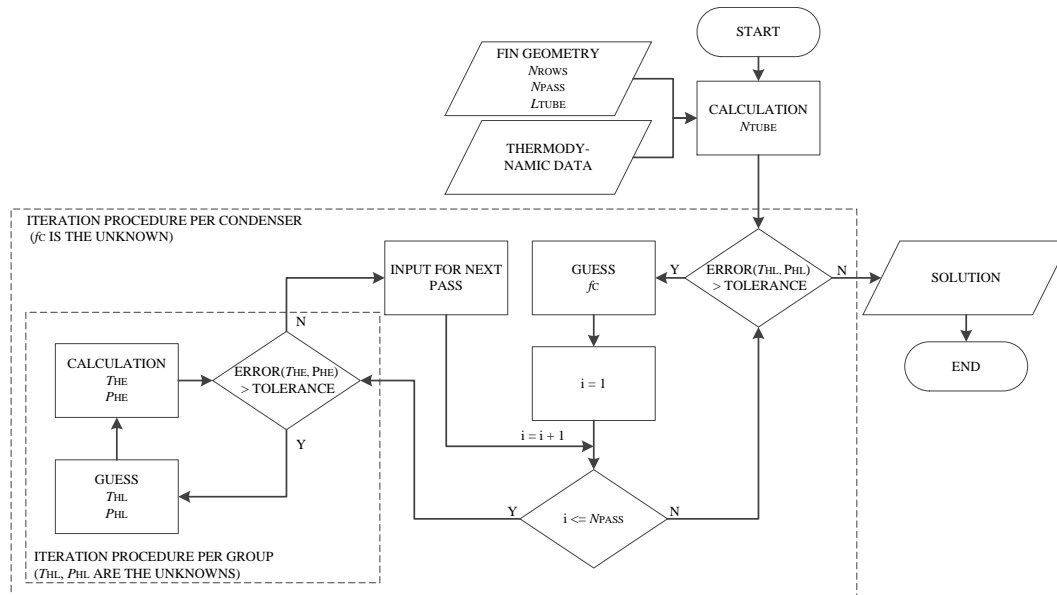 START
FIN GEOMETRY
NROWS
NPASS
LTUBE
CALCULATION
NTUBE
THERMODY-
NAMIC DATA
ITERATION PROCEDURE PER CONDENSER
(fC IS THE UNKNOWN)
INPUT FOR NEXT
PASS
GUESS
fC
Y
ERROR(THL, PHL)
> TOLERANCE
N
SOLUTION
N
CALCULATION
THE
PHE
ERROR(THE, PHE)
> TOLERANCE
i = 1
END
Y
i = i + 1
GUESS
THL
PHL
Y
i <= NPASS
N
ITERATION PROCEDURE PER GROUP
(THL, PHL ARE THE UNKNOWNS)